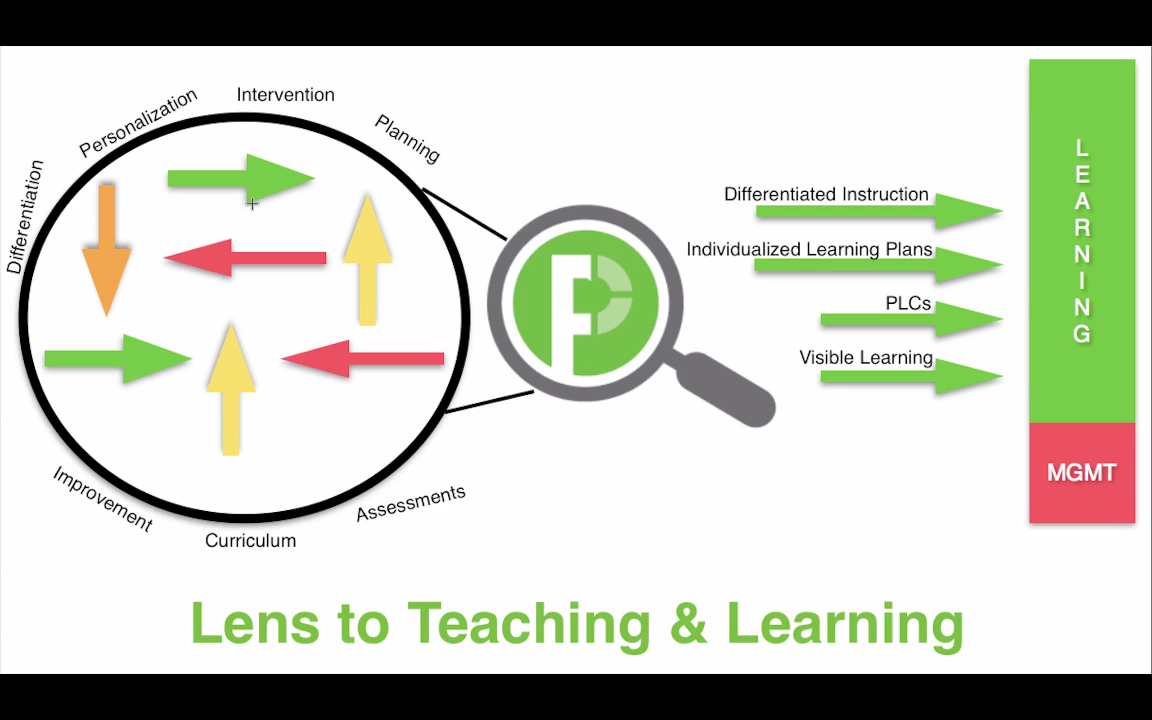 Intervention
Personalization
Planning
Differentiation
Differentiated Instruction
Individualized Learning Plans
PLCs
Visible Learning
LEARNING
MGMT
Improvement
Assessments
Curriculum
Lens to Teaching & Learning